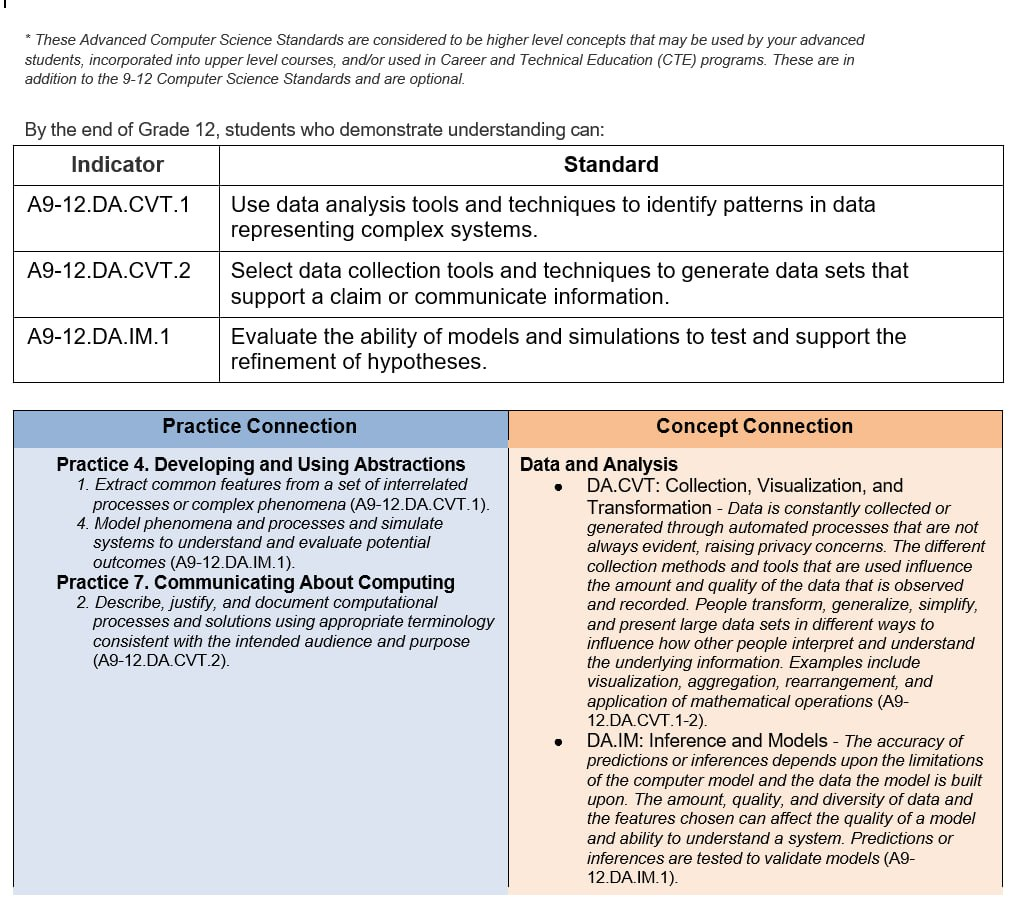 * These Advanced Computer Science Standards are considered to be higher level concepts that may be used by your advanced
students, incorporated into upper level courses, and/or used in Career and Technical Education (CTE) programs. These are in
addition to the 9-12 Computer Science Standards and are optional.
By the end of Grade 12, students who demonstrate understanding can:
Indicator Standard
A9-12.DA.CVT.1 Use data analysis tools and techniques to identify patterns in data
representing complex systems.
A9-12.DA.CVT.2 Select data collection tools and techniques to generate data sets that
support a claim or communicate information.
A9-12.DA.IM.1 Evaluate the ability of models and simulations to test and support the
refinement of hypotheses.
Practice Connection
Practice 4. Developing and Using Abstractions
1. Extract common features from a set of interrelated
processes or complex phenomena (A9-12.DA.CVT.1).
4. Model phenomena and processes and simulate
systems to understand and evaluate potential
outcomes (A9-12.DA.IM.1).
Practice 7. Communicating About Computing
2. Describe, justify, and document computational
processes and solutions using appropriate terminology
consistent with the intended audience and purpose
(A9-12.DA.CVT.2).
Concept Connection
Data and Analysis
● DA.CVT: Collection, Visualization, and
Transformation - Data is constantly collected or
generated through automated processes that are not
always evident, raising privacy concerns. The different
collection methods and tools that are used influence
the amount and quality of the data that is observed
and recorded. People transform, generalize, simplify,
and present large data sets in different ways to
influence how other people interpret and understand
the underlying information. Examples include
visualization, aggregation, rearrangement, and
application of mathematical operations (A9-
12.DA.CVT.1-2).
● DA.IM: Inference and Models - The accuracy of
predictions or inferences depends upon the limitations
of the computer model and the data the model is built
upon. The amount, quality, and diversity of data and
the features chosen can affect the quality of a model
and ability to understand a system. Predictions or
inferences are tested to validate models (A9-
12.DA.IM.1).